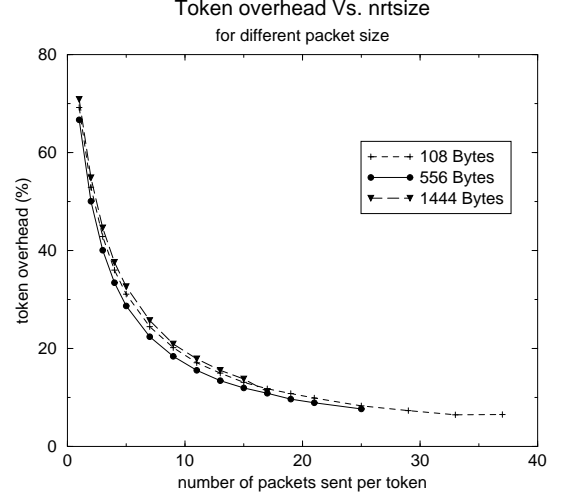 Token overhead Vs. nrtsize
for different packet size
80
60
40
20
0
token overhead (%)
108 Bytes
556 Bytes
1444 Bytes
0 10 20 30 40
number of packets sent per token